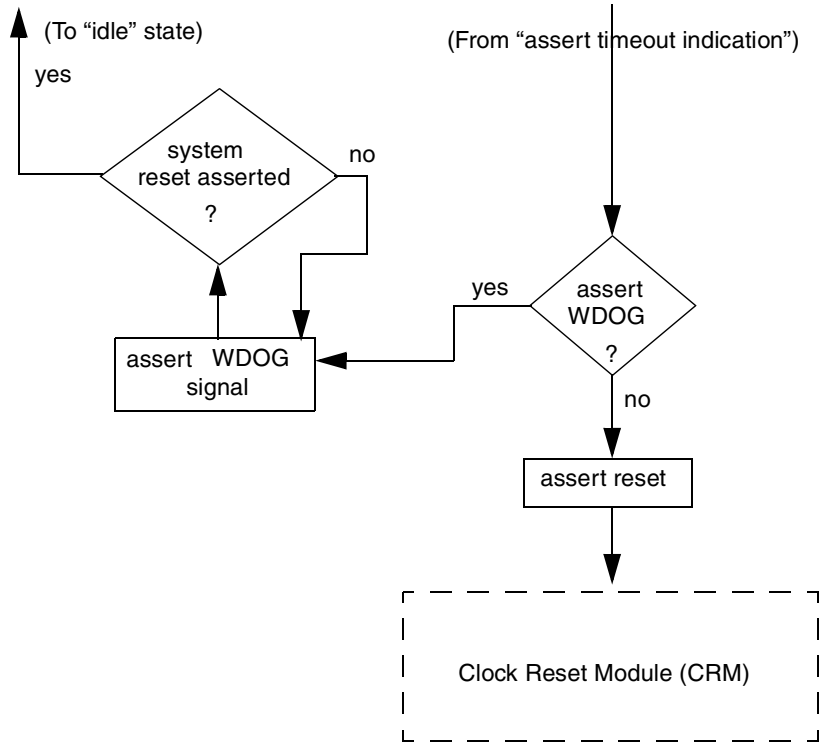 (To “idle” state)
yes
(From “assert timeout indication”)
system
reset asserted
?
no
yes
assert
WDOG
?
assert WDOG
signal
no
assert reset
Clock Reset Module (CRM)